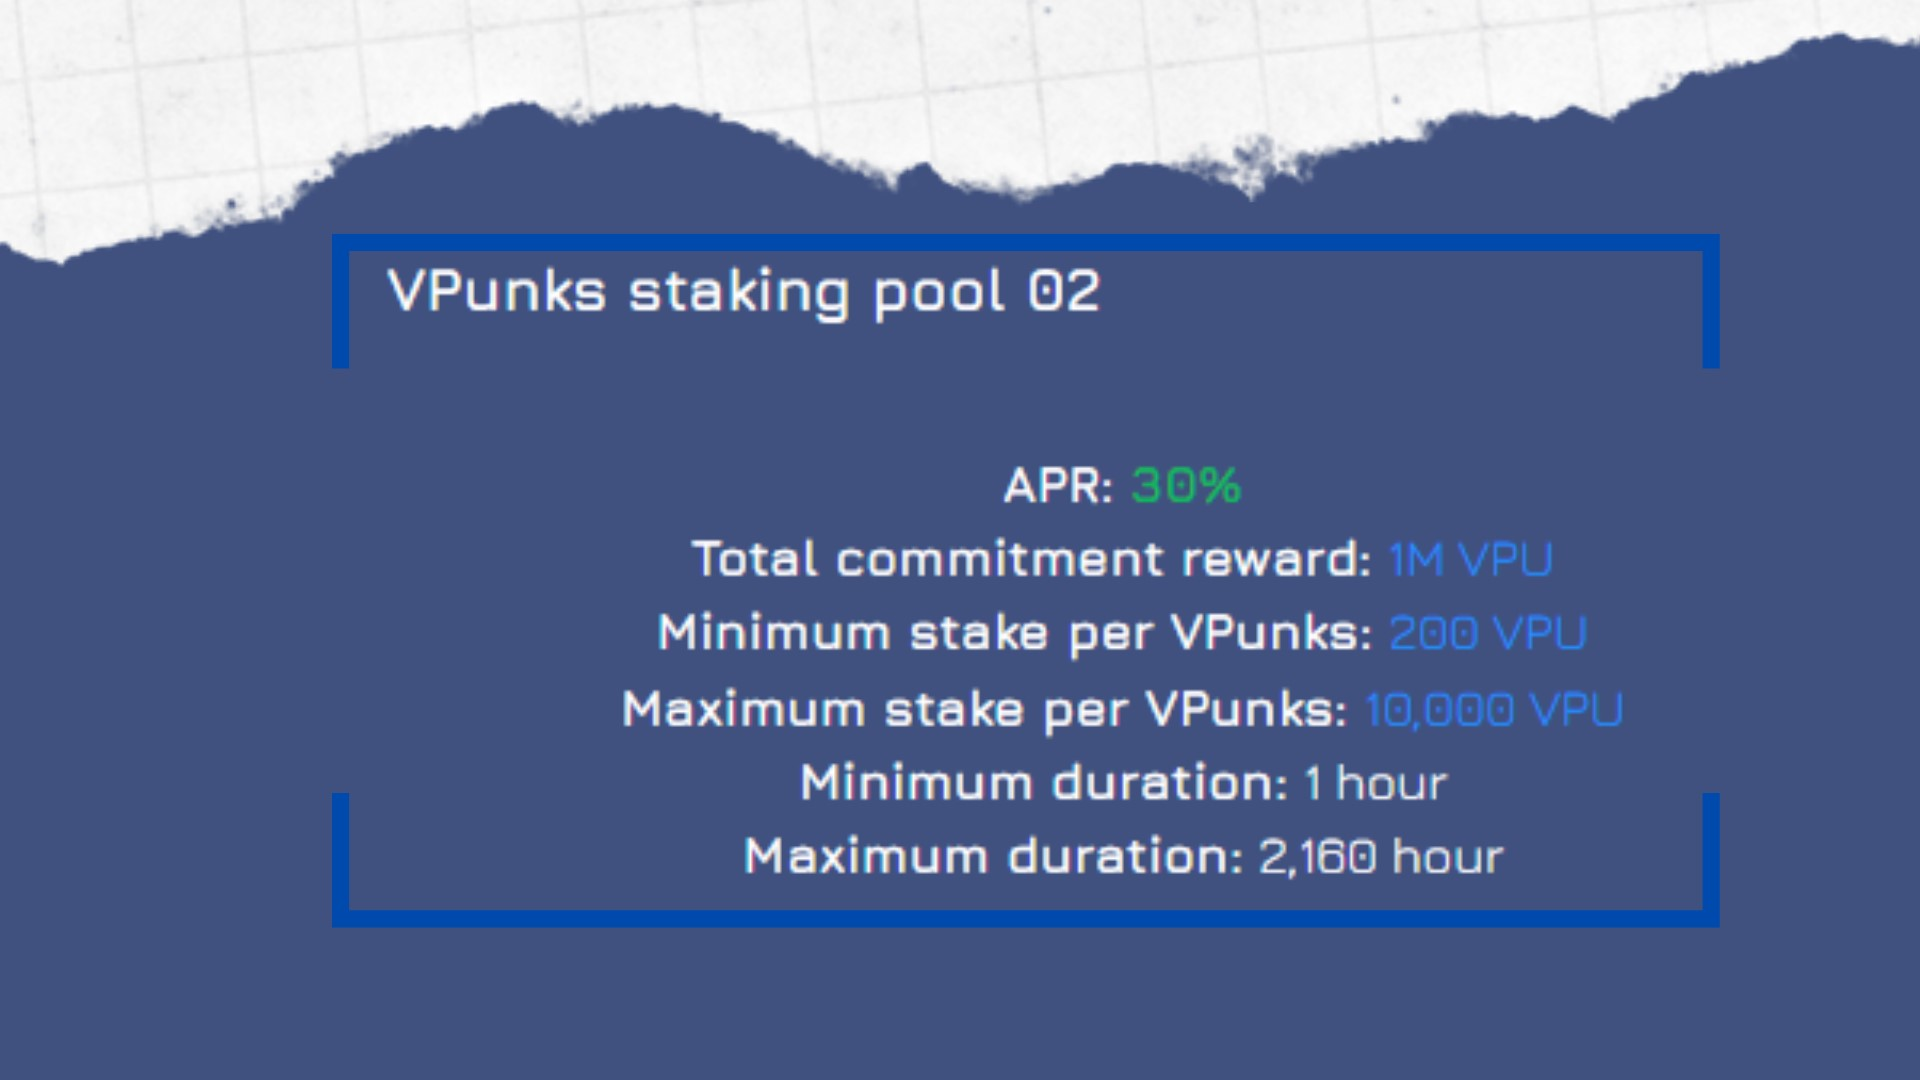 VPunks staking pool 02
APR: 30%
Total commitment reward: 1M VPU
Minimum stake per VPunks: 200 VPU
Maximum stake per VPunks: 10,000 VPU
Minimum duration: 1 hour
Maximum duration: 2,160 hour